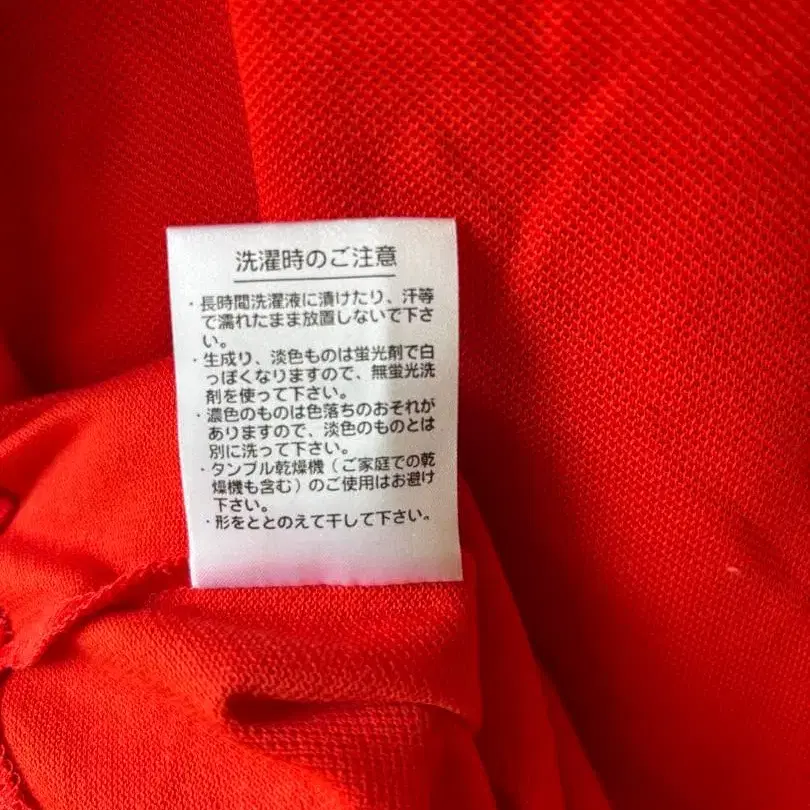 洗濯時のご注意
・長時間洗濯液に漬けたり、汗等
で濡れたまま放置しないで下さ
い。
・生成り、淡色ものは蛍光剤で白
っぽくなりますので、無蛍光洗
剤を使って下さい。
・濃色のものは色落ちのおそれが
ありますので、淡色のものとは
別に洗って下さい。
・タンブル乾燥機（ご家庭での乾
燥機も含む）のご使用はお避け
下さい。
・形をととのえて干して下さい。